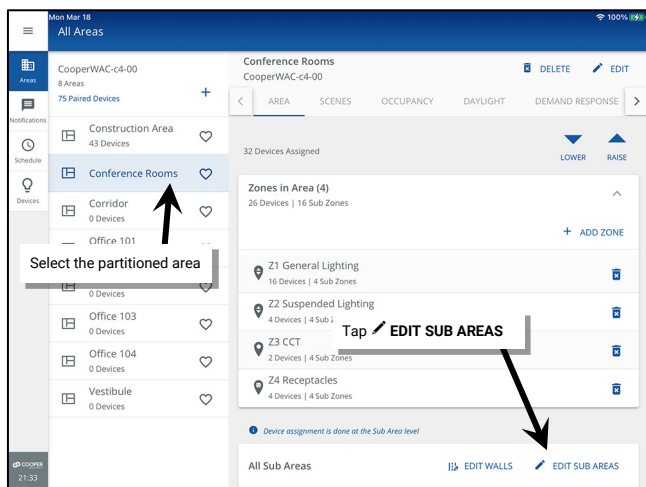 Mon Mar 18
100%
All Areas
Areas
Notifications
Schedule
Devices
COOPER
21:33
CooperWAC-c4-00
8 Areas
75 Paired Devices
+
Construction Area
43 Devices
Conference Rooms
Corridor
0 Devices
Office 101
Select the partitioned area
0 Devices
Office 103
0 Devices
Office 104
0 Devices
Vestibule
0 Devices
Conference Rooms
CooperWAC-c4-00
DELETE EDIT
< AREA SCENES OCCUPANCY DAYLIGHT DEMAND RESPONSE >
32 Devices Assigned
LOWER RAISE
Zones in Area (4)
26 Devices | 16 Sub Zones
+ ADD ZONE
Z1 General Lighting
16 Devices | 4 Sub Zones
Z2 Suspended Lighting
4 Devices | 4 Sub Z
Tap EDIT SUB AREAS
Z3 CCT
2 Devices | 4 Sub Zones
Z4 Receptacles
4 Devices | 4 Sub Zones
Device assignment is done at the Sub Area level
All Sub Areas
EDIT WALLS EDIT SUB AREAS